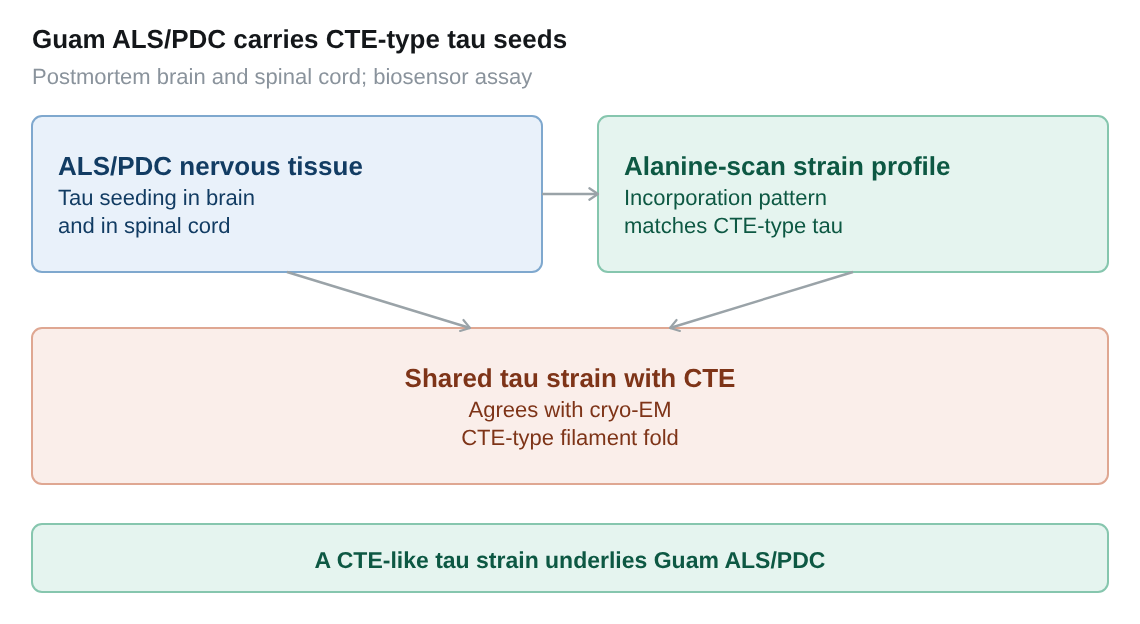 Guam ALS/PDC carries CTE-type tau seeds
Postmortem brain and spinal cord; biosensor assay
ALS/PDC nervous tissue
Tau seeding in brain
and in spinal cord
Alanine-scan strain profile
Incorporation pattern
matches CTE-type tau
Shared tau strain with CTE
Agrees with cryo-EM
CTE-type filament fold
A CTE-like tau strain underlies Guam ALS/PDC